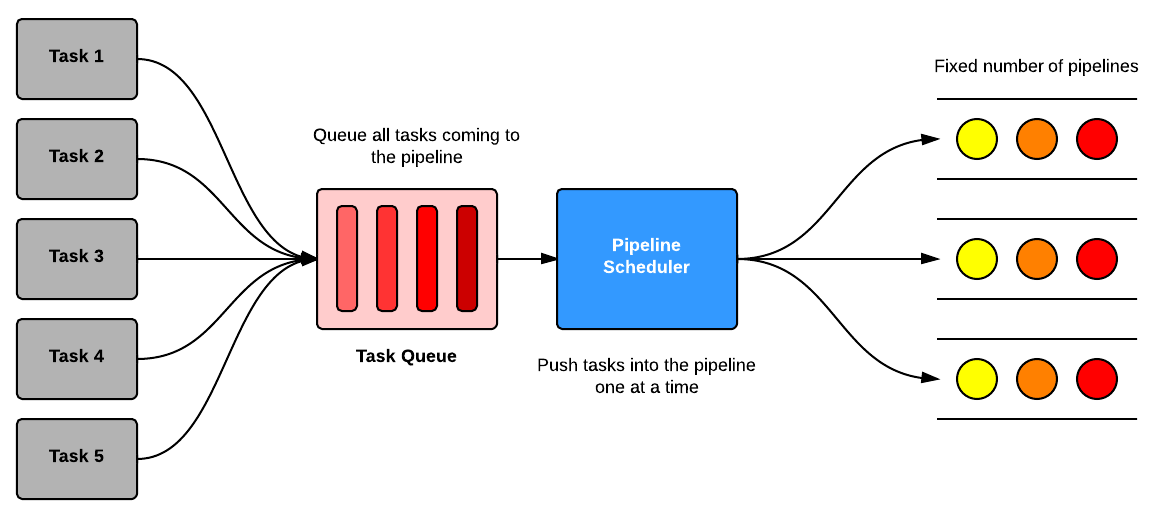 Task 1
Task 2
Task 3
Task 4
Task 5
Queue all tasks coming to
the pipeline
Task Queue
Pipeline
Scheduler
Push tasks into the pipeline
one at a time
Fixed number of pipelines